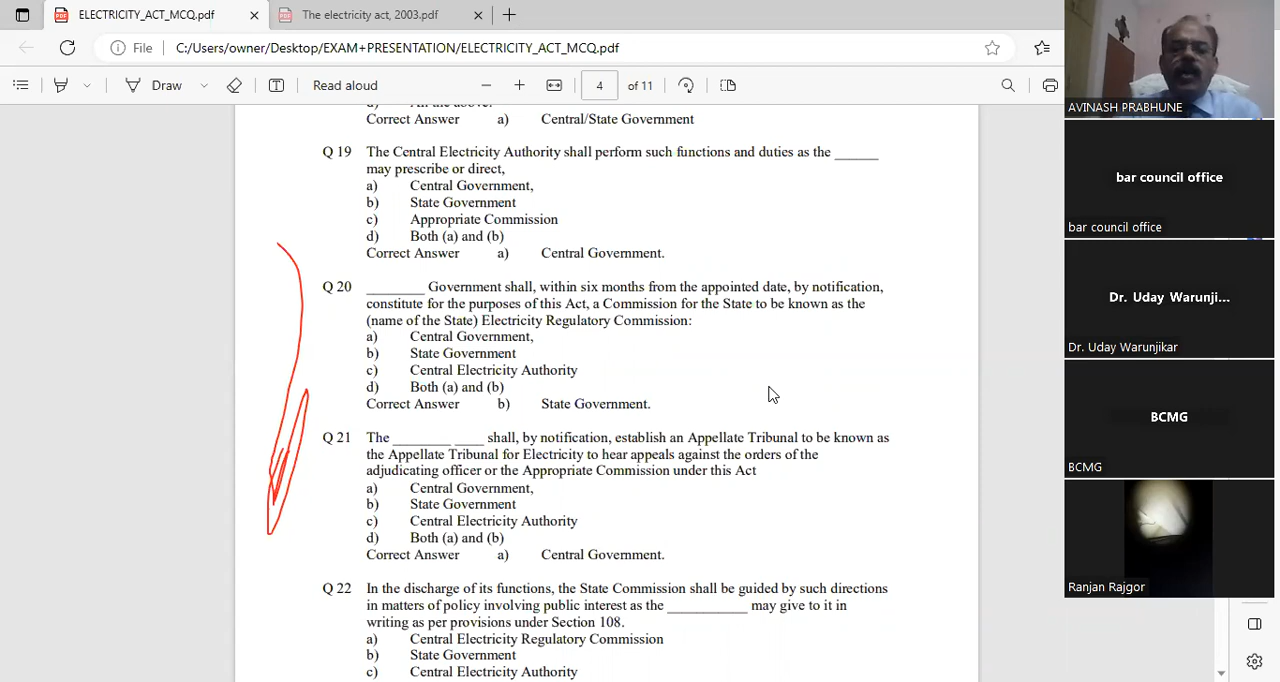 ELECTRICITY_ACT_MCQ.pdf
The electricity act, 2003.pdf
File
C:/Users/owner/Desktop/EXAM+PRESENTATION/ELECTRICITY_ACT_MCQ.pdf
Draw
Read aloud
4
of 11
d) All the above.
Correct Answer a) Central/State Government
Q 19 The Central Electricity Authority shall perform such functions and duties as the ______
may prescribe or direct,
a) Central Government,
b) State Government
c) Appropriate Commission
d) Both (a) and (b)
Correct Answer a) Central Government.
Q 20 ________ Government shall, within six months from the appointed date, by notification,
constitute for the purposes of this Act, a Commission for the State to be known as the
(name of the State) Electricity Regulatory Commission:
a) Central Government,
b) State Government
c) Central Electricity Authority
d) Both (a) and (b)
Correct Answer b) State Government.
Q 21 The ________ ____ shall, by notification, establish an Appellate Tribunal to be known as
the Appellate Tribunal for Electricity to hear appeals against the orders of the
adjudicating officer or the Appropriate Commission under this Act
a) Central Government,
b) State Government
c) Central Electricity Authority
d) Both (a) and (b)
Correct Answer a) Central Government.
Q 22 In the discharge of its functions, the State Commission shall be guided by such directions
in matters of policy involving public interest as the ___________ may give to it in
writing as per provisions under Section 108.
a) Central Electricity Regulatory Commission
b) State Government
c) Central Electricity Authority
AVINASH PRABHUNE
bar council office
bar council office
Dr. Uday Warunji...
Dr. Uday Warunjikar
BCMG
BCMG
Ranjan Rajgor